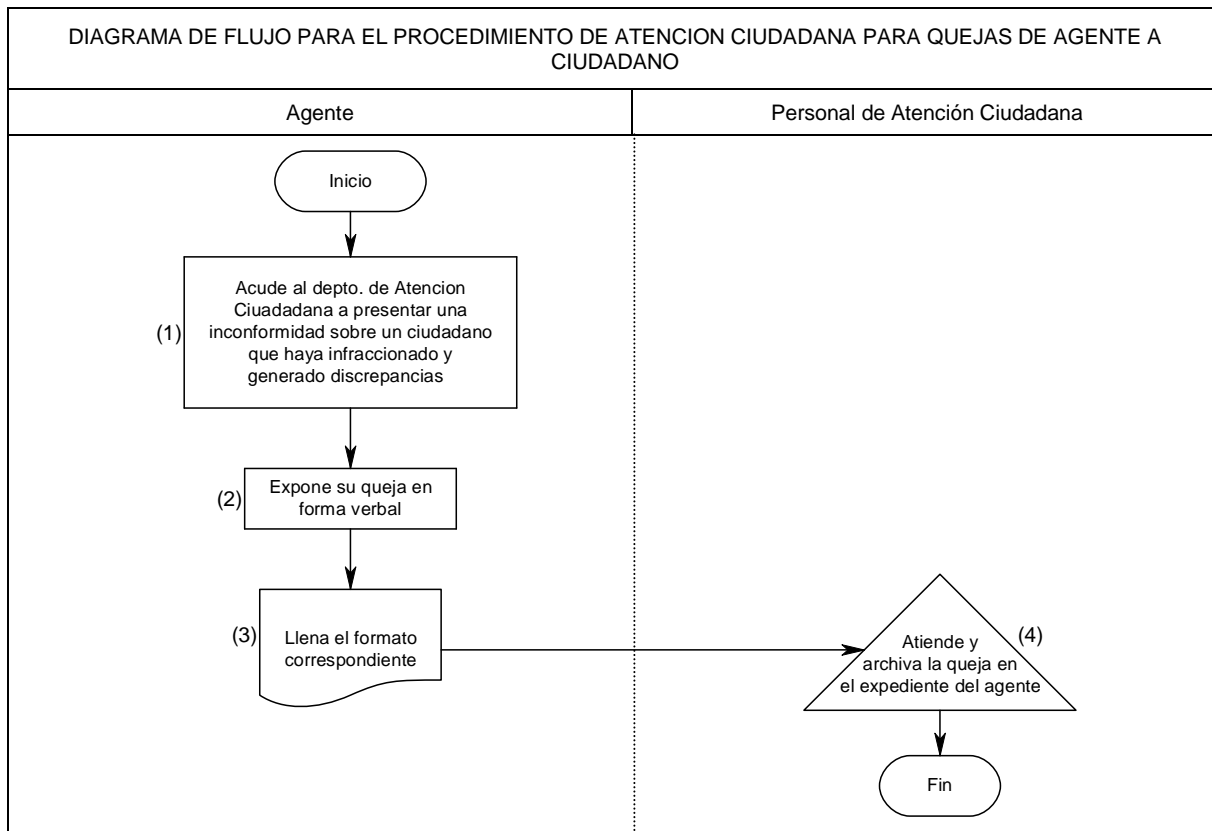 DIAGRAMA DE FLUJO PARA EL PROCEDIMIENTO DE ATENCION CIUDADANA PARA QUEJAS DE AGENTE A
CIUDADANO
Agente
Personal de Atención Ciudadana
Inicio
(1)
Acude al depto. de Atencion
Ciuadadana a presentar una
inconformidad sobre un ciudadano
que haya infraccionado y
generado discrepancias
(2)
Expone su queja en
forma verbal
(3)
Llena el formato
correspondiente
(4)
Atiende y
archiva la queja en
el expediente del agente
Fin